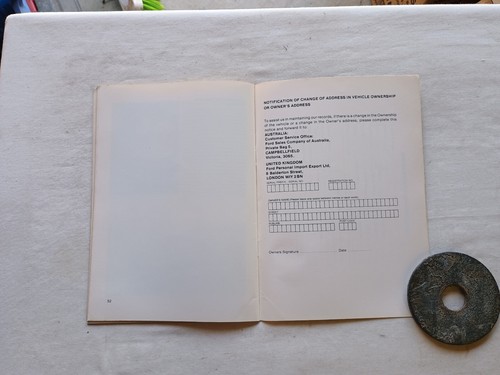 NOTIFICATION OF CHANGE OF ADDRESS IN VEHICLE OWNERSHIP
OR OWNER'S ADDRESS
To assist us in maintaining our records, if there is a change in the Ownership
of the vehicle or a change in the Owner's address, please complete this
notice and forward it to:
AUSTRALIA:
Customer Service Office
Ford Sales Company of Australia,
Private Bag 6,
CAMPBELLFIELD
Victoria, 3061.
UNITED KINGDOM
Ford Personal Import Export Ltd,
8 Balderton Street,
LONDON W1Y 2BN
Owners Signature
Date